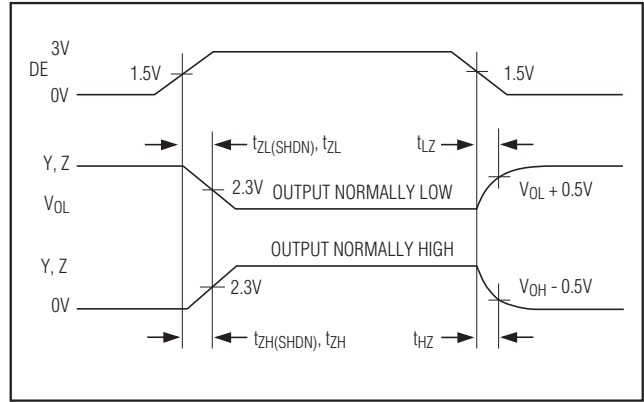 3V
DE
1.5V
1.5V
0V
tZL(SHDN), tZL
tLZ
Y, Z
2.3V
OUTPUT NORMALLY LOW
VOL + 0.5V
VOL
OUTPUT NORMALLY HIGH
Y, Z
2.3V
VOH - 0.5V
0V
tZH(SHDN), tZH
tHZ